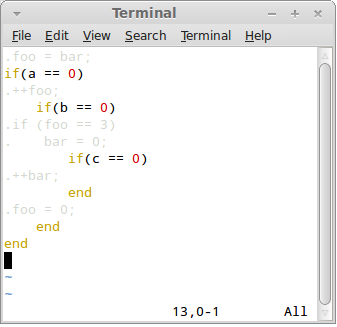 Terminal
File Edit View Search Terminal Help
.foo = bar;
if(a == 0)
.++foo;
    if(b == 0)
.if (foo == 3)
.    bar = 0;
        if(c == 0)
.++bar;
        end
.foo = 0;
    end
end
~
~
13,0-1 All